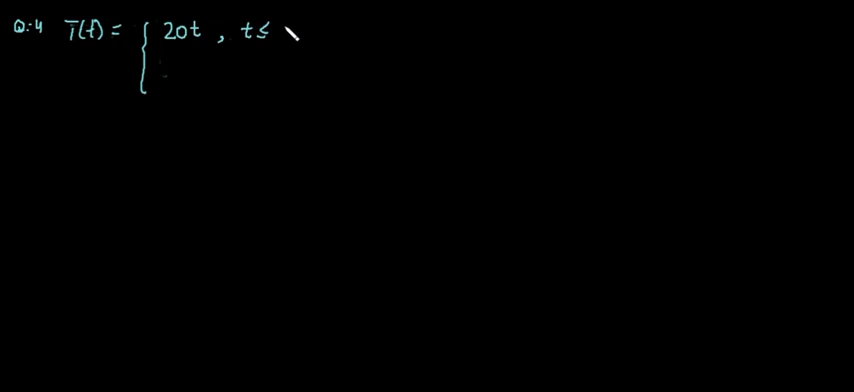 Q:4 T(t) = { 20t , t ≤